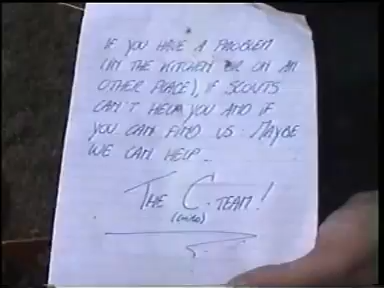 IF YOU HAVE A PROBLEM
(IN THE KITCHEN OR ON AN
OTHER PLACE), IF SCOUTS
CAN'T HELP YOU AND IF
YOU CAN FIND US. MAYBE
WE CAN HELP..
THE C-TEAM!